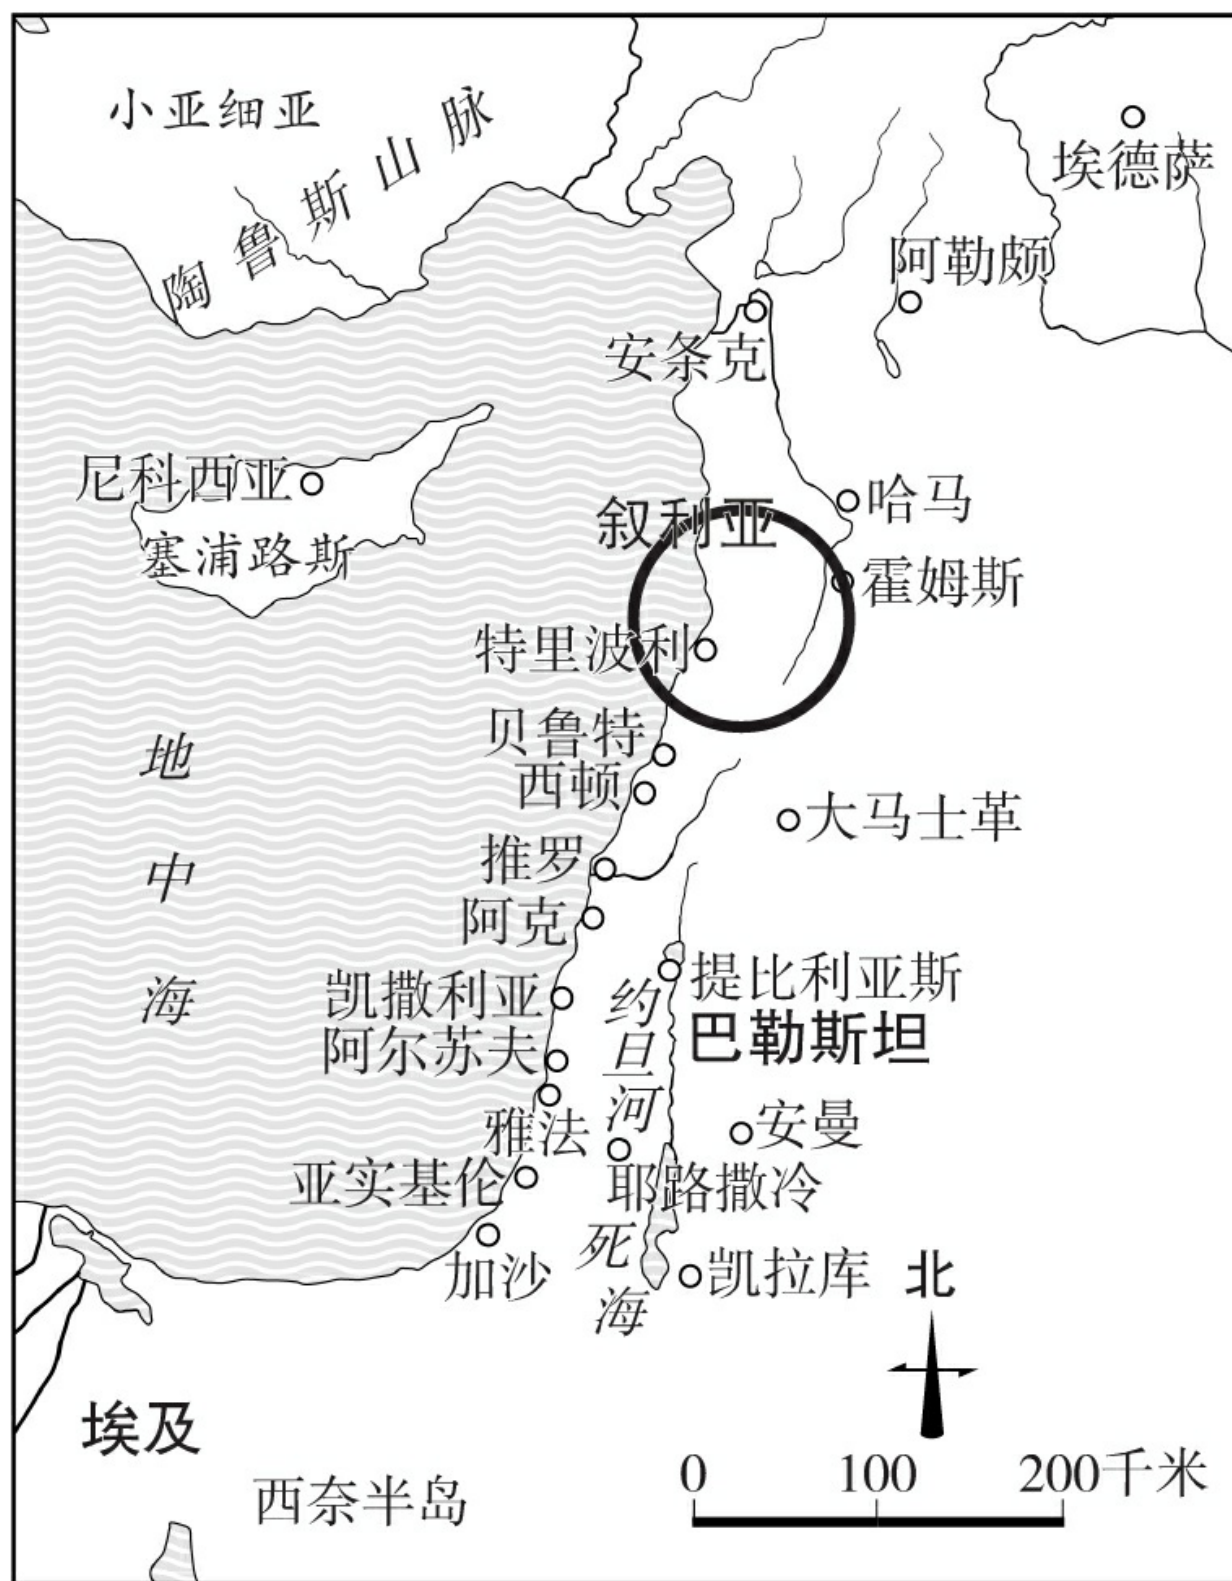 小亚细亚
陶鲁斯山脉
埃德萨
阿勒颇
安条克
尼科西亚
塞浦路斯
叙利亚
哈马
霍姆斯
特里波利
贝鲁特
西顿
大马士革
推罗
阿克
地中海
凯撒利亚
提比利亚斯
约旦河
巴勒斯坦
阿尔苏夫
雅法
安曼
亚实基伦
耶路撒冷
加沙
死海
凯拉库
北
埃及
西奈半岛
0 100 200千米